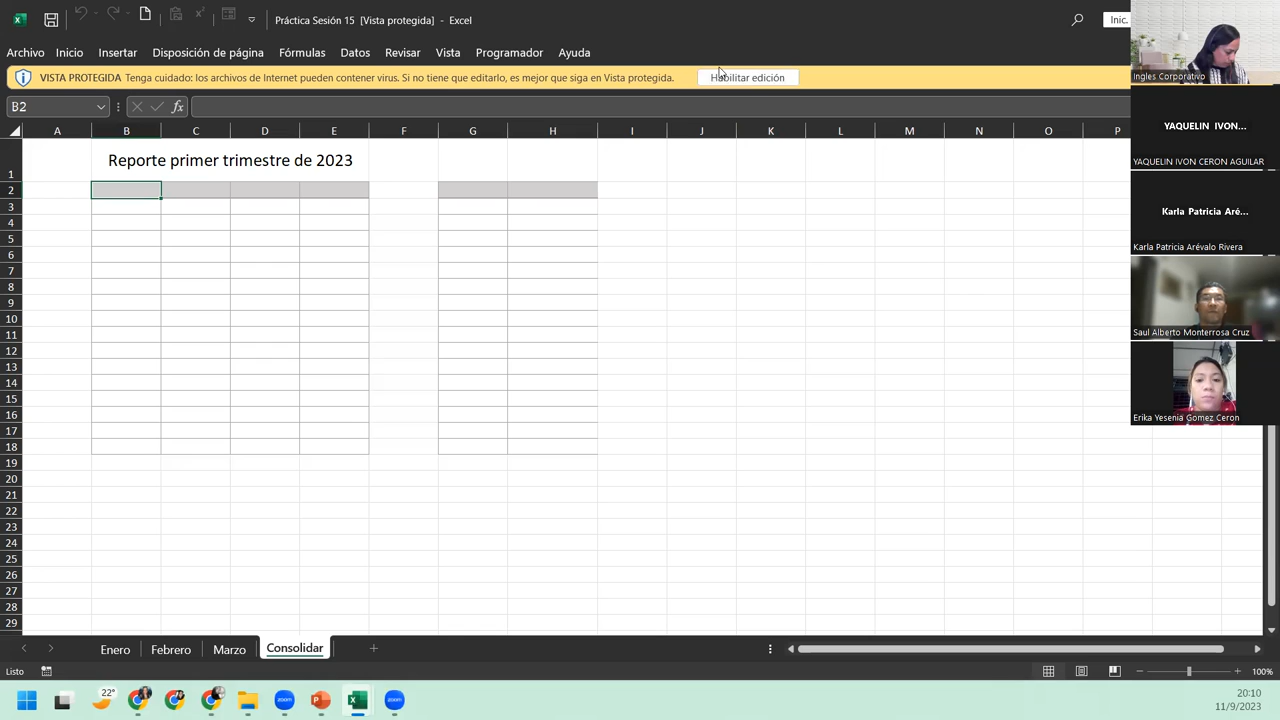 Práctica Sesión 15 [Vista protegida] - Excel
Inic.
Archivo Inicio Insertar Disposición de página Fórmulas Datos Revisar Vista Programador Ayuda
VISTA PROTEGIDA Tenga cuidado: los archivos de Internet pueden contener virus. Si no tiene que editarlo, es mejor que siga en Vista protegida.
Habilitar edición
B2
fx
A B C D E F G H I J K L M N O P
Reporte primer trimestre de 2023
1
2
3
4
5
6
7
8
9
10
11
12
13
14
15
16
17
18
19
20
21
22
23
24
25
26
27
28
29
Ingles Corporativo
YAQUELIN IVON...
YAQUELIN IVON CERON AGUILAR
Karla Patricia Aré...
Karla Patricia Arévalo Rivera
Saul Alberto Monterrosa Cruz
Erika Yesenia Gomez Ceron
Enero Febrero Marzo Consolidar
Listo
100%
22°
zoom
zoom
20:10
11/9/2023